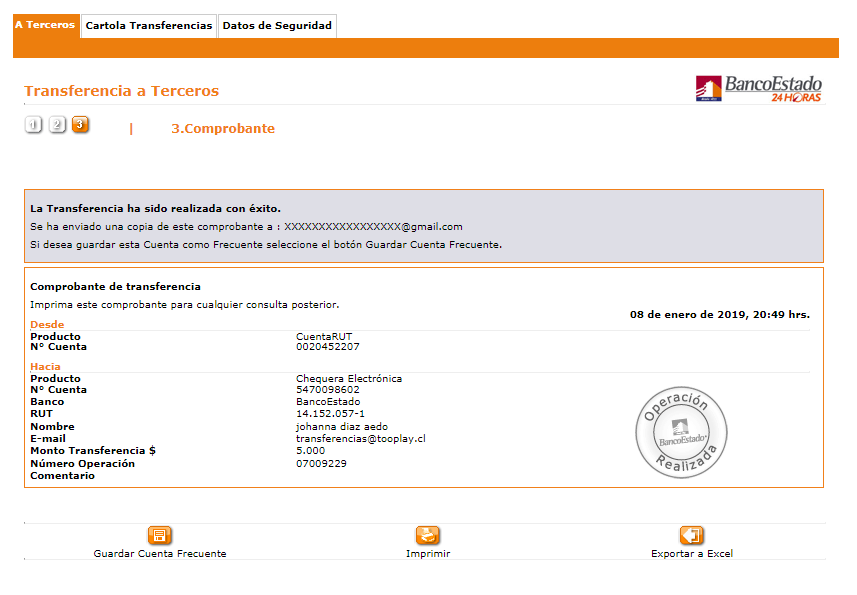 A Terceros
Cartola Transferencias
Datos de Seguridad
Transferencia a Terceros
BancoEstado
24 HORAS
1 2 3 | 3.Comprobante
La Transferencia ha sido realizada con éxito.
Se ha enviado una copia de este comprobante a : XXXXXXXXXXXXXXXXX@gmail.com
Si desea guardar esta Cuenta como Frecuente seleccione el botón Guardar Cuenta Frecuente.
Comprobante de transferencia
Imprima este comprobante para cualquier consulta posterior.
08 de enero de 2019, 20:49 hrs.
Desde
Producto CuentaRUT
Nº Cuenta 0020452207
Hacia
Producto Chequera Electrónica
Nº Cuenta 5470098602
Banco BancoEstado
RUT 14.152.057-1
Nombre johanna diaz aedo
E-mail transferencias@tooplay.cl
Monto Transferencia $ 5.000
Número Operación 07009229
Comentario
Operación
BancoEstado
Realizada
Guardar Cuenta Frecuente
Imprimir
Exportar a Excel